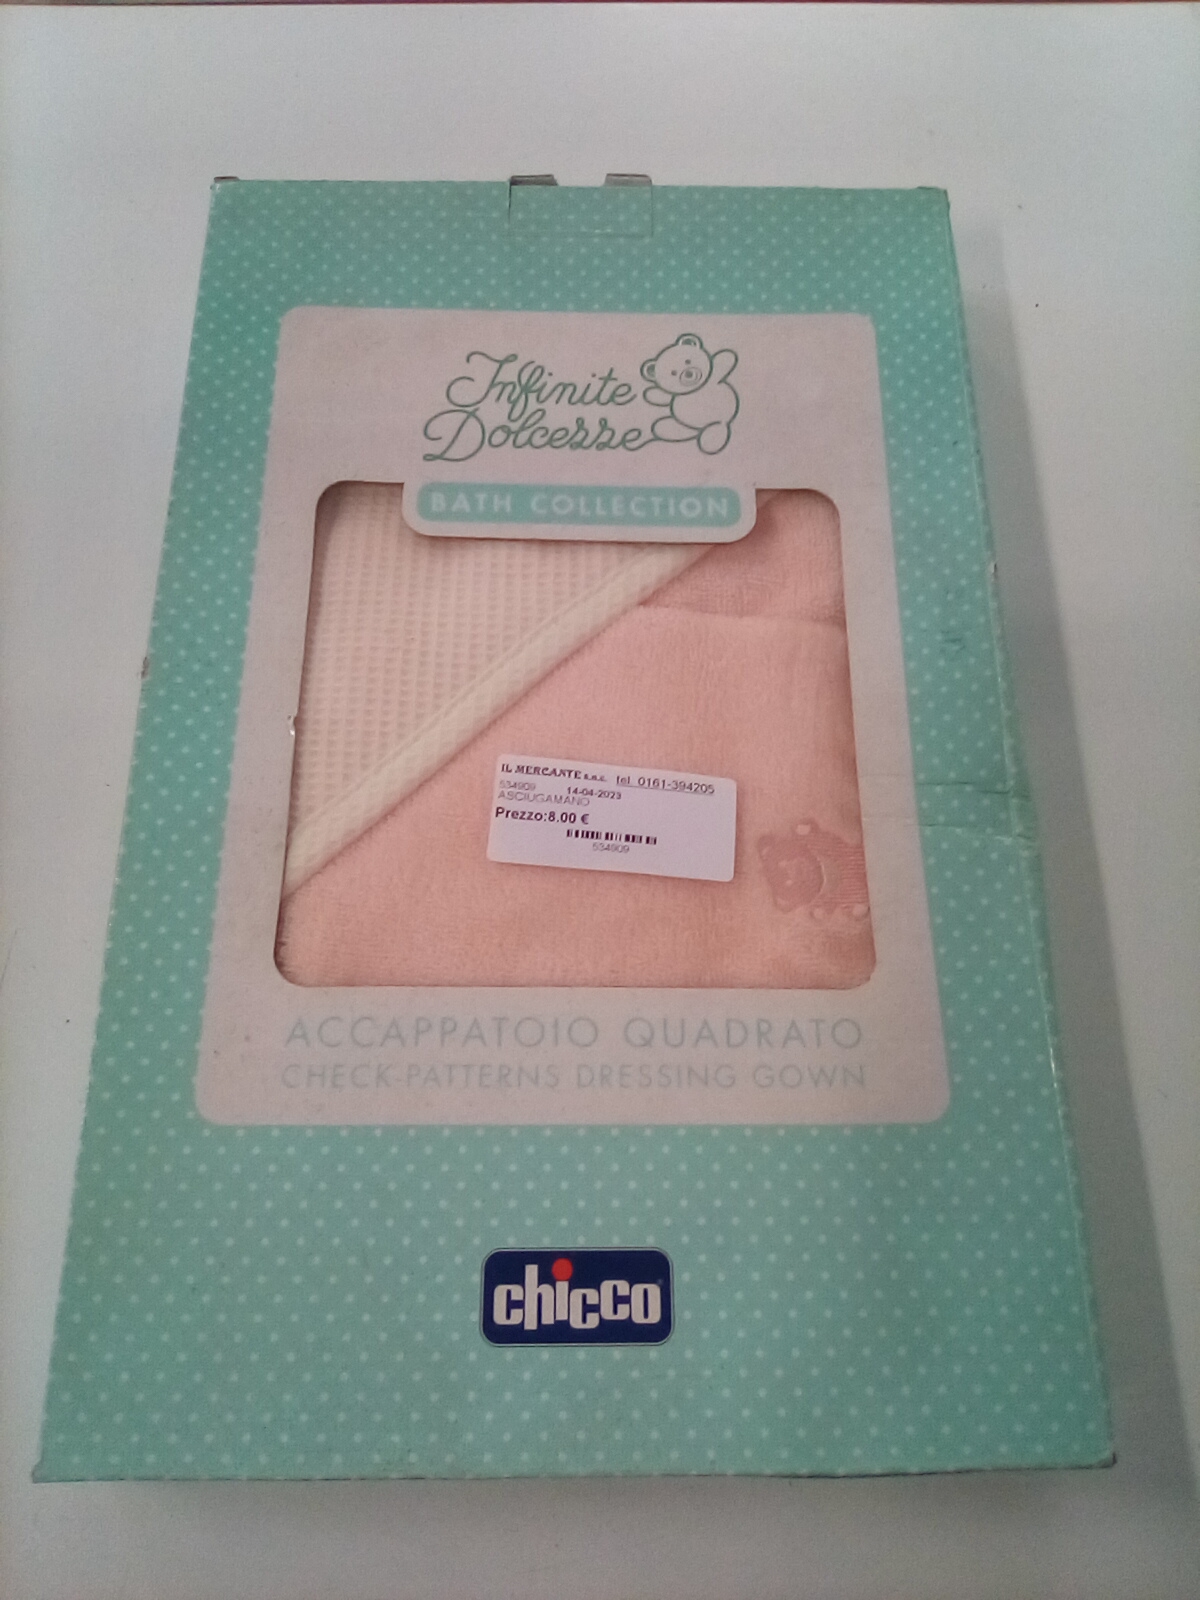 Infinite
Dolcezze
BATH COLLECTION
IL MERCANTE s.n.c. tel. 0161-394205
534909 14-04-2023
ASCIUGAMANO
Prezzo:8.00 €
534909
ACCAPPATOIO QUADRATO
CHECK-PATTERNS DRESSING GOWN
chicco